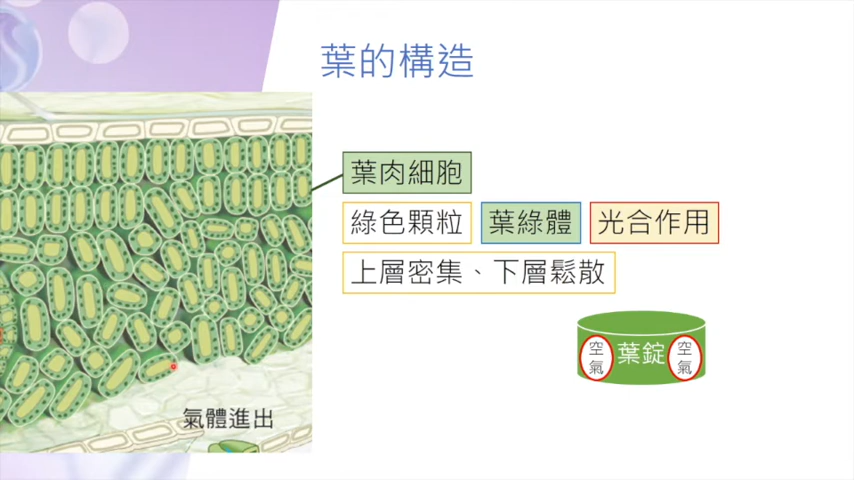 葉的構造
葉肉細胞
綠色顆粒 葉綠體 光合作用
上層密集、下層鬆散
空氣 葉錠 空氣
氣體進出